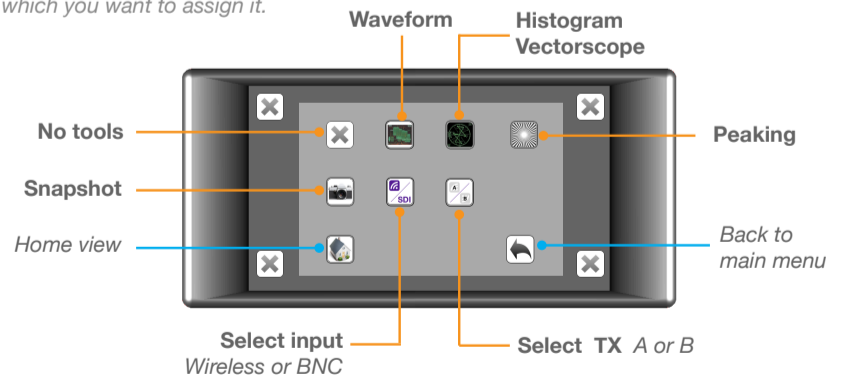 which you want to assign it.
Waveform
Histogram
Vectorscope
No tools
Peaking
Snapshot
SDI
A
B
Home view
Back to
main menu
Select input
Wireless or BNC
Select TX A or B